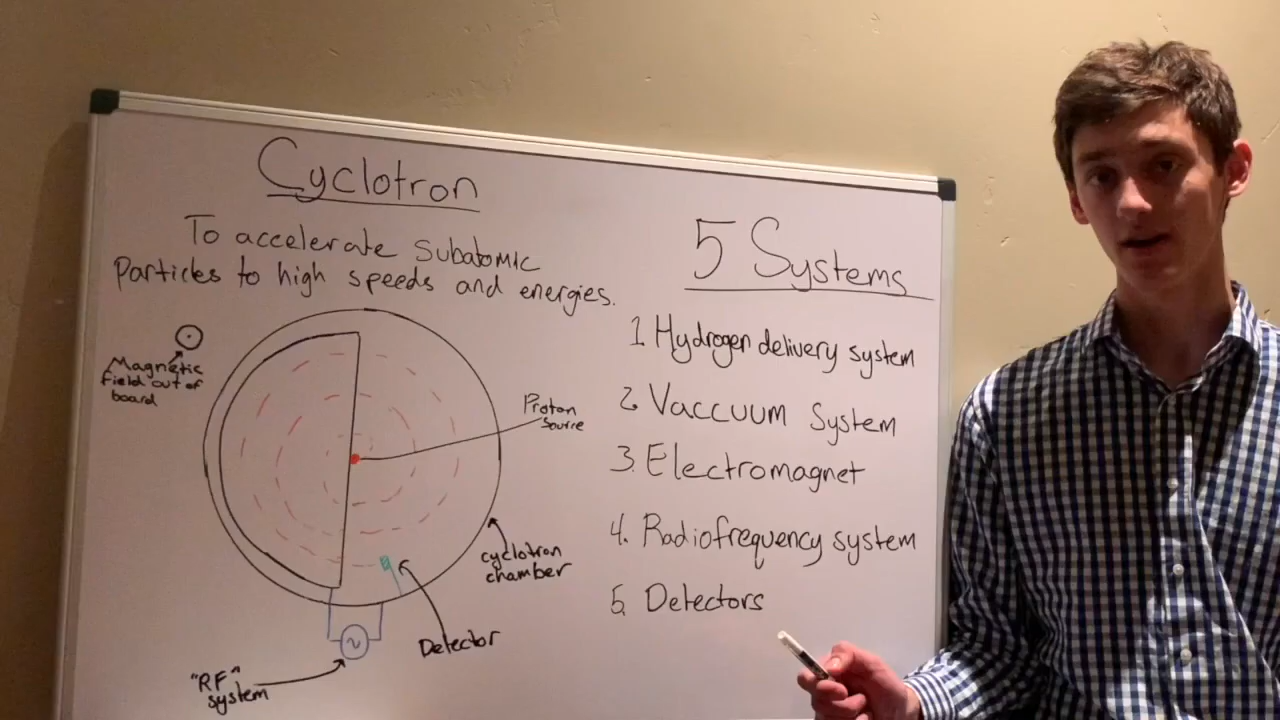 Cyclotron
To accelerate subatomic
Particles to high speeds and energies.
Magnetic
field out of
board
Proton
Source
cyclotron
chamber
Detector
"RF"
system
5 Systems
1. Hydrogen delivery system
2. Vaccuum System
3. Electromagnet
4. Radiofrequency system
5. Detectors